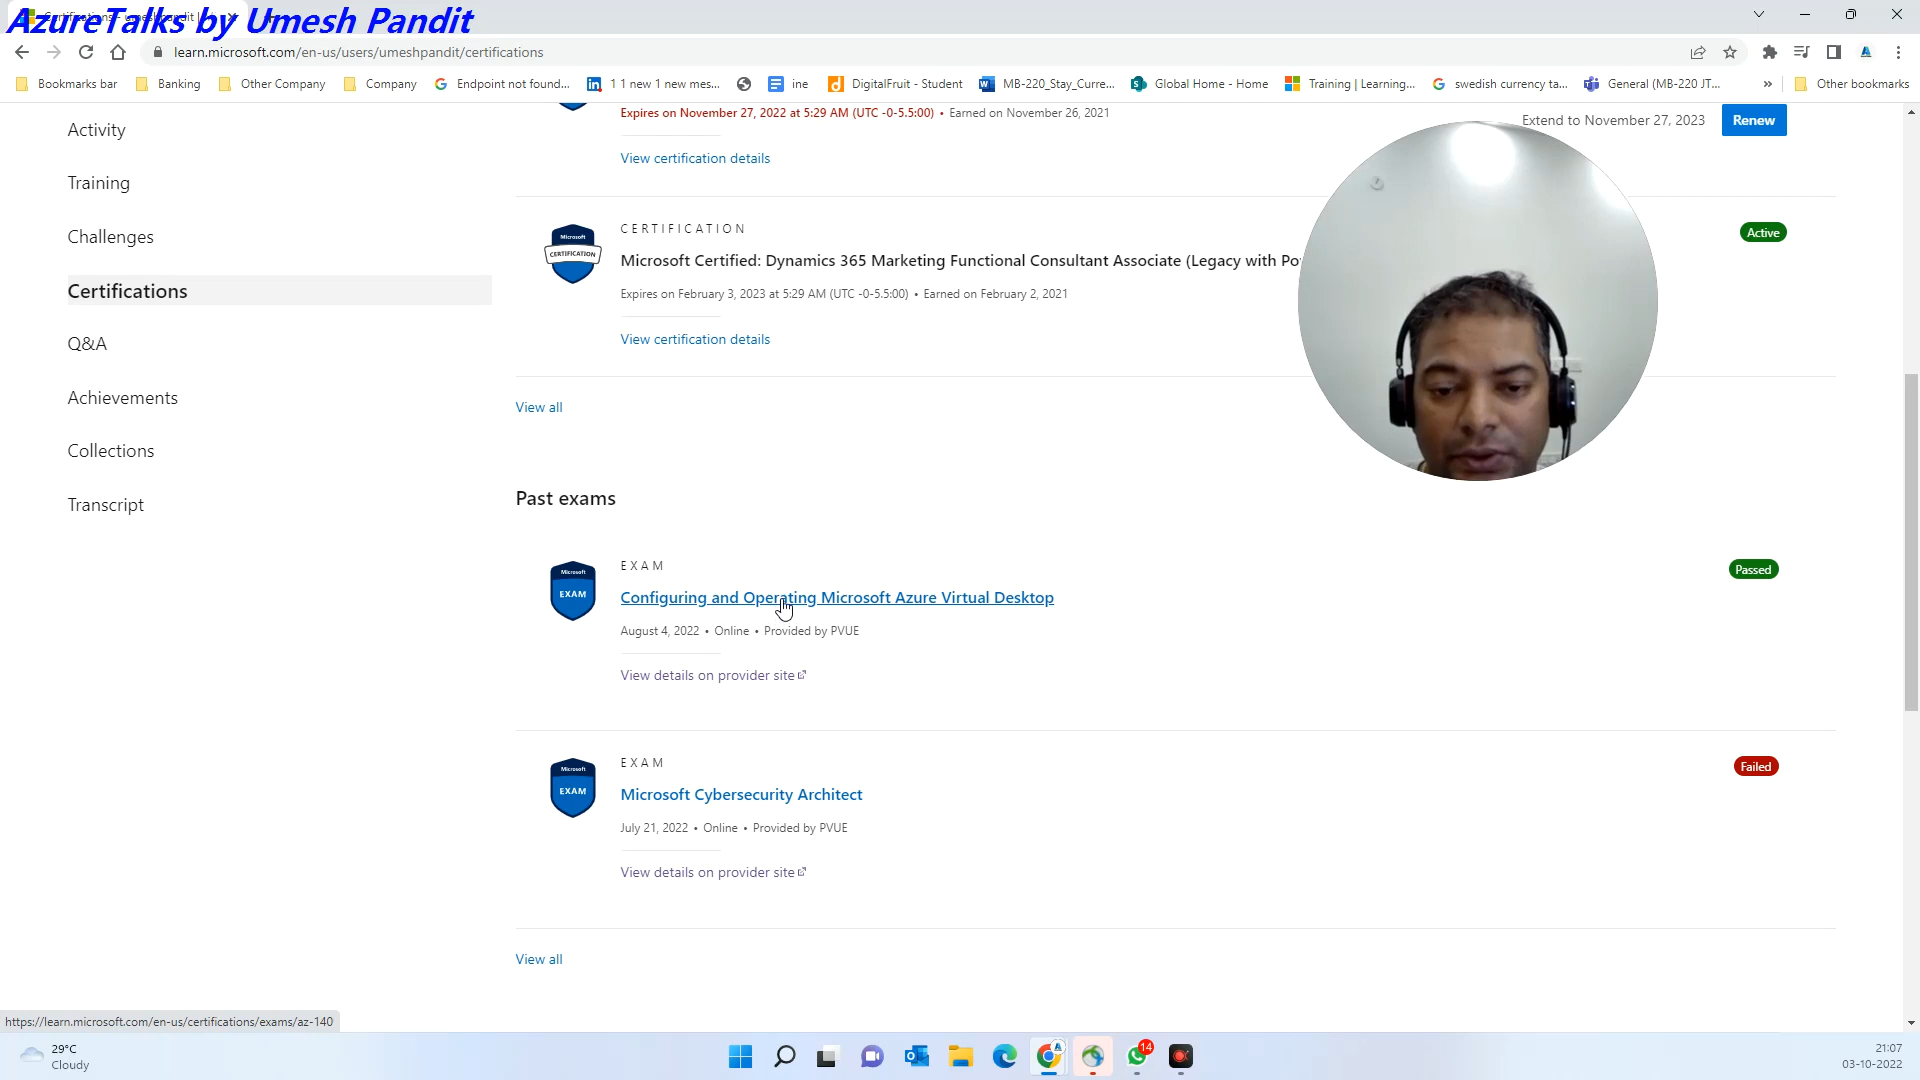 AzureTalks by Umesh Pandit
learn.microsoft.com/en-us/users/umeshpandit/certifications
Bookmarks bar
Banking
Other Company
Company
Endpoint not found...
1 1 new 1 new mes...
ine
DigitalFruit - Student
MB-220_Stay_Curre...
Global Home - Home
Training | Learning...
swedish currency ta...
General (MB-220 JT...
»
Other bookmarks
Activity
Training
Challenges
Certifications
Q&A
Achievements
Collections
Transcript
Expires on November 27, 2022 at 5:29 AM (UTC -0-5.5:00) • Earned on November 26, 2021
Extend to November 27, 2023
Renew
View certification details
Microsoft
CERTIFICATION
CERTIFICATION
Active
Microsoft Certified: Dynamics 365 Marketing Functional Consultant Associate (Legacy with Po
Expires on February 3, 2023 at 5:29 AM (UTC -0-5.5:00) • Earned on February 2, 2021
View certification details
View all
Past exams
Microsoft
EXAM
EXAM
Passed
Configuring and Operating Microsoft Azure Virtual Desktop
August 4, 2022 • Online • Provided by PVUE
View details on provider site
Microsoft
EXAM
EXAM
Failed
Microsoft Cybersecurity Architect
July 21, 2022 • Online • Provided by PVUE
View details on provider site
View all
https://learn.microsoft.com/en-us/certifications/exams/az-140
29°C
Cloudy
14
21:07
03-10-2022